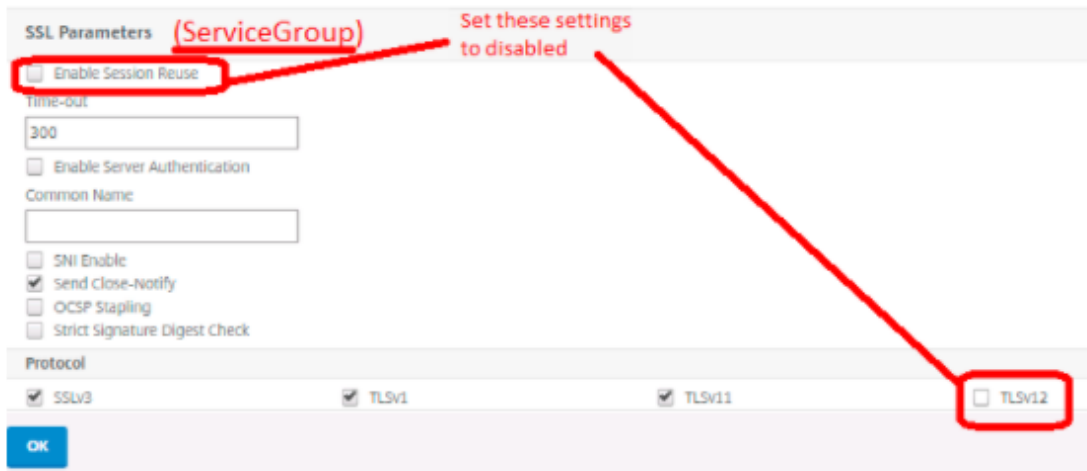 SSL Parameters (ServiceGroup)
Set these settings
to disabled
Enable Session Reuse
Time-out
300
Enable Server Authentication
Common Name
SNI Enable
Send Close-Notify
OCSP Stapling
Strict Signature Digest Check
Protocol
SSLv3 TLSv1 TLSv11 TLSv12
OK